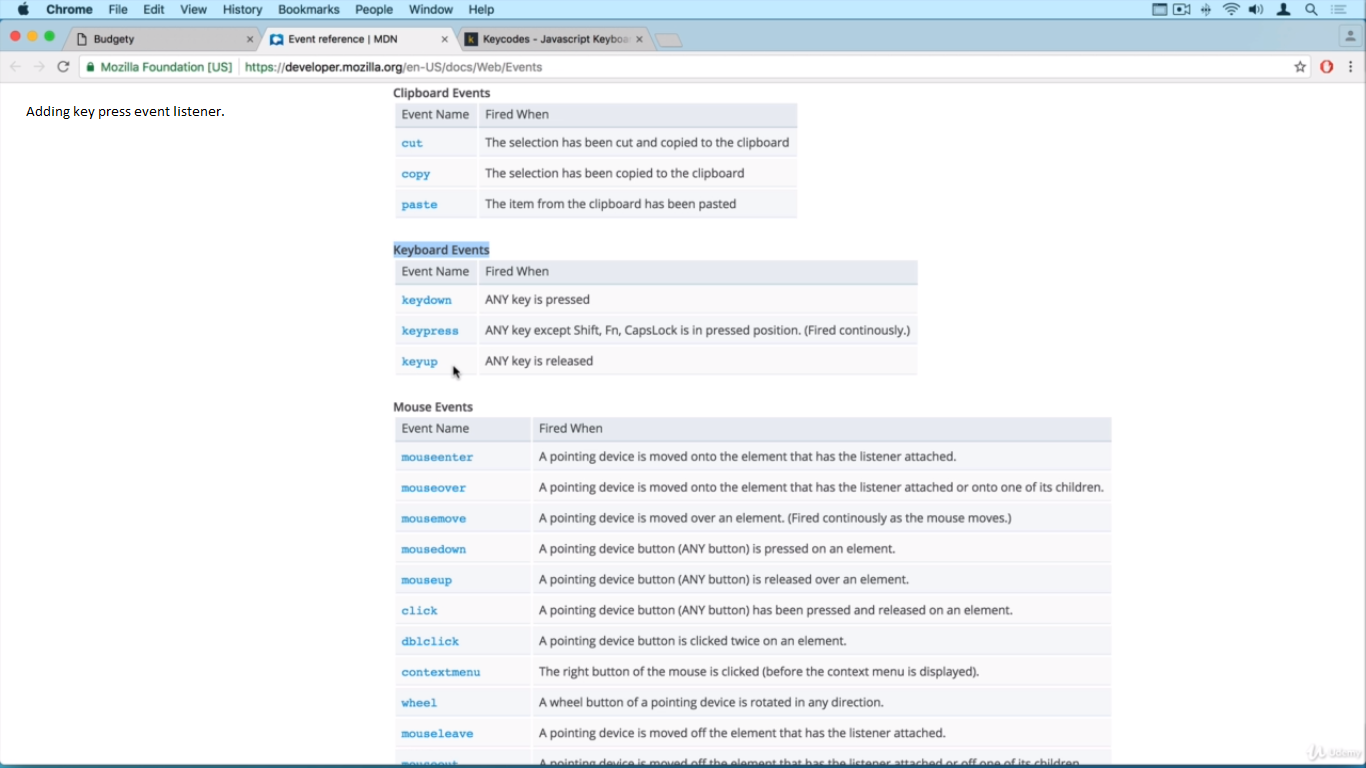 Chrome File Edit View History Bookmarks People Window Help
Budgety
Event reference | MDN
Keycodes - Javascript Keyboa
Mozilla Foundation [US] https://developer.mozilla.org/en-US/docs/Web/Events
Adding key press event listener.
Clipboard Events
Event Name Fired When
cut The selection has been cut and copied to the clipboard
copy The selection has been copied to the clipboard
paste The item from the clipboard has been pasted
Keyboard Events
Event Name Fired When
keydown ANY key is pressed
keypress ANY key except Shift, Fn, CapsLock is in pressed position. (Fired continously.)
keyup ANY key is released
Mouse Events
Event Name Fired When
mouseenter A pointing device is moved onto the element that has the listener attached.
mouseover A pointing device is moved onto the element that has the listener attached or onto one of its children.
mousemove A pointing device is moved over an element. (Fired continously as the mouse moves.)
mousedown A pointing device button (ANY button) is pressed on an element.
mouseup A pointing device button (ANY button) is released over an element.
click A pointing device button (ANY button) has been pressed and released on an element.
dblclick A pointing device button is clicked twice on an element.
contextmenu The right button of the mouse is clicked (before the context menu is displayed).
wheel A wheel button of a pointing device is rotated in any direction.
mouseleave A pointing device is moved off the element that has the listener attached.
mouseout A pointing device is moved off the element that has the listener attached or off one of its children.
Udemy